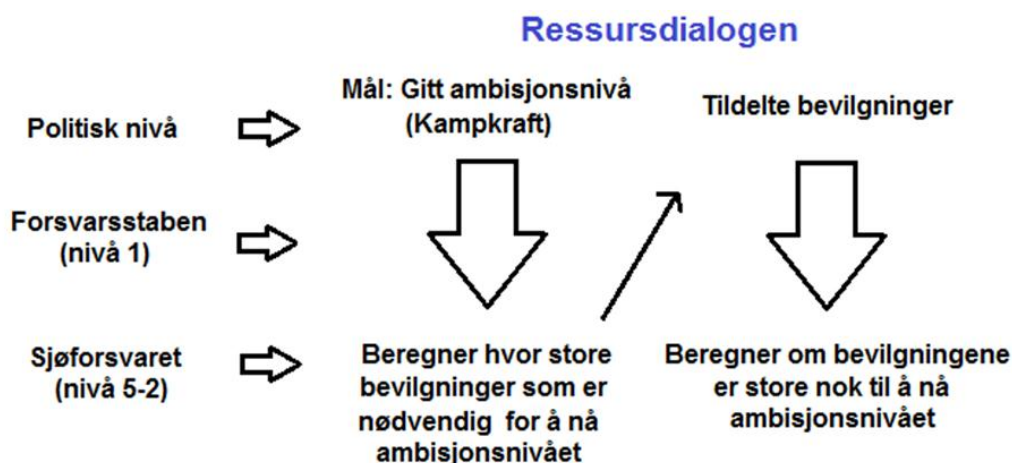 Ressursdialogen
Politisk nivå
Mål: Gitt ambisjonsnivå
(Kampkraft)
Tildelte bevilgninger
Forsvarsstaben
(nivå 1)
Sjøforsvaret
(nivå 5-2)
Beregner hvor store
bevilgninger som er
nødvendig for å nå
ambisjonsnivået
Beregner om bevilgningene
er store nok til å nå
ambisjonsnivået